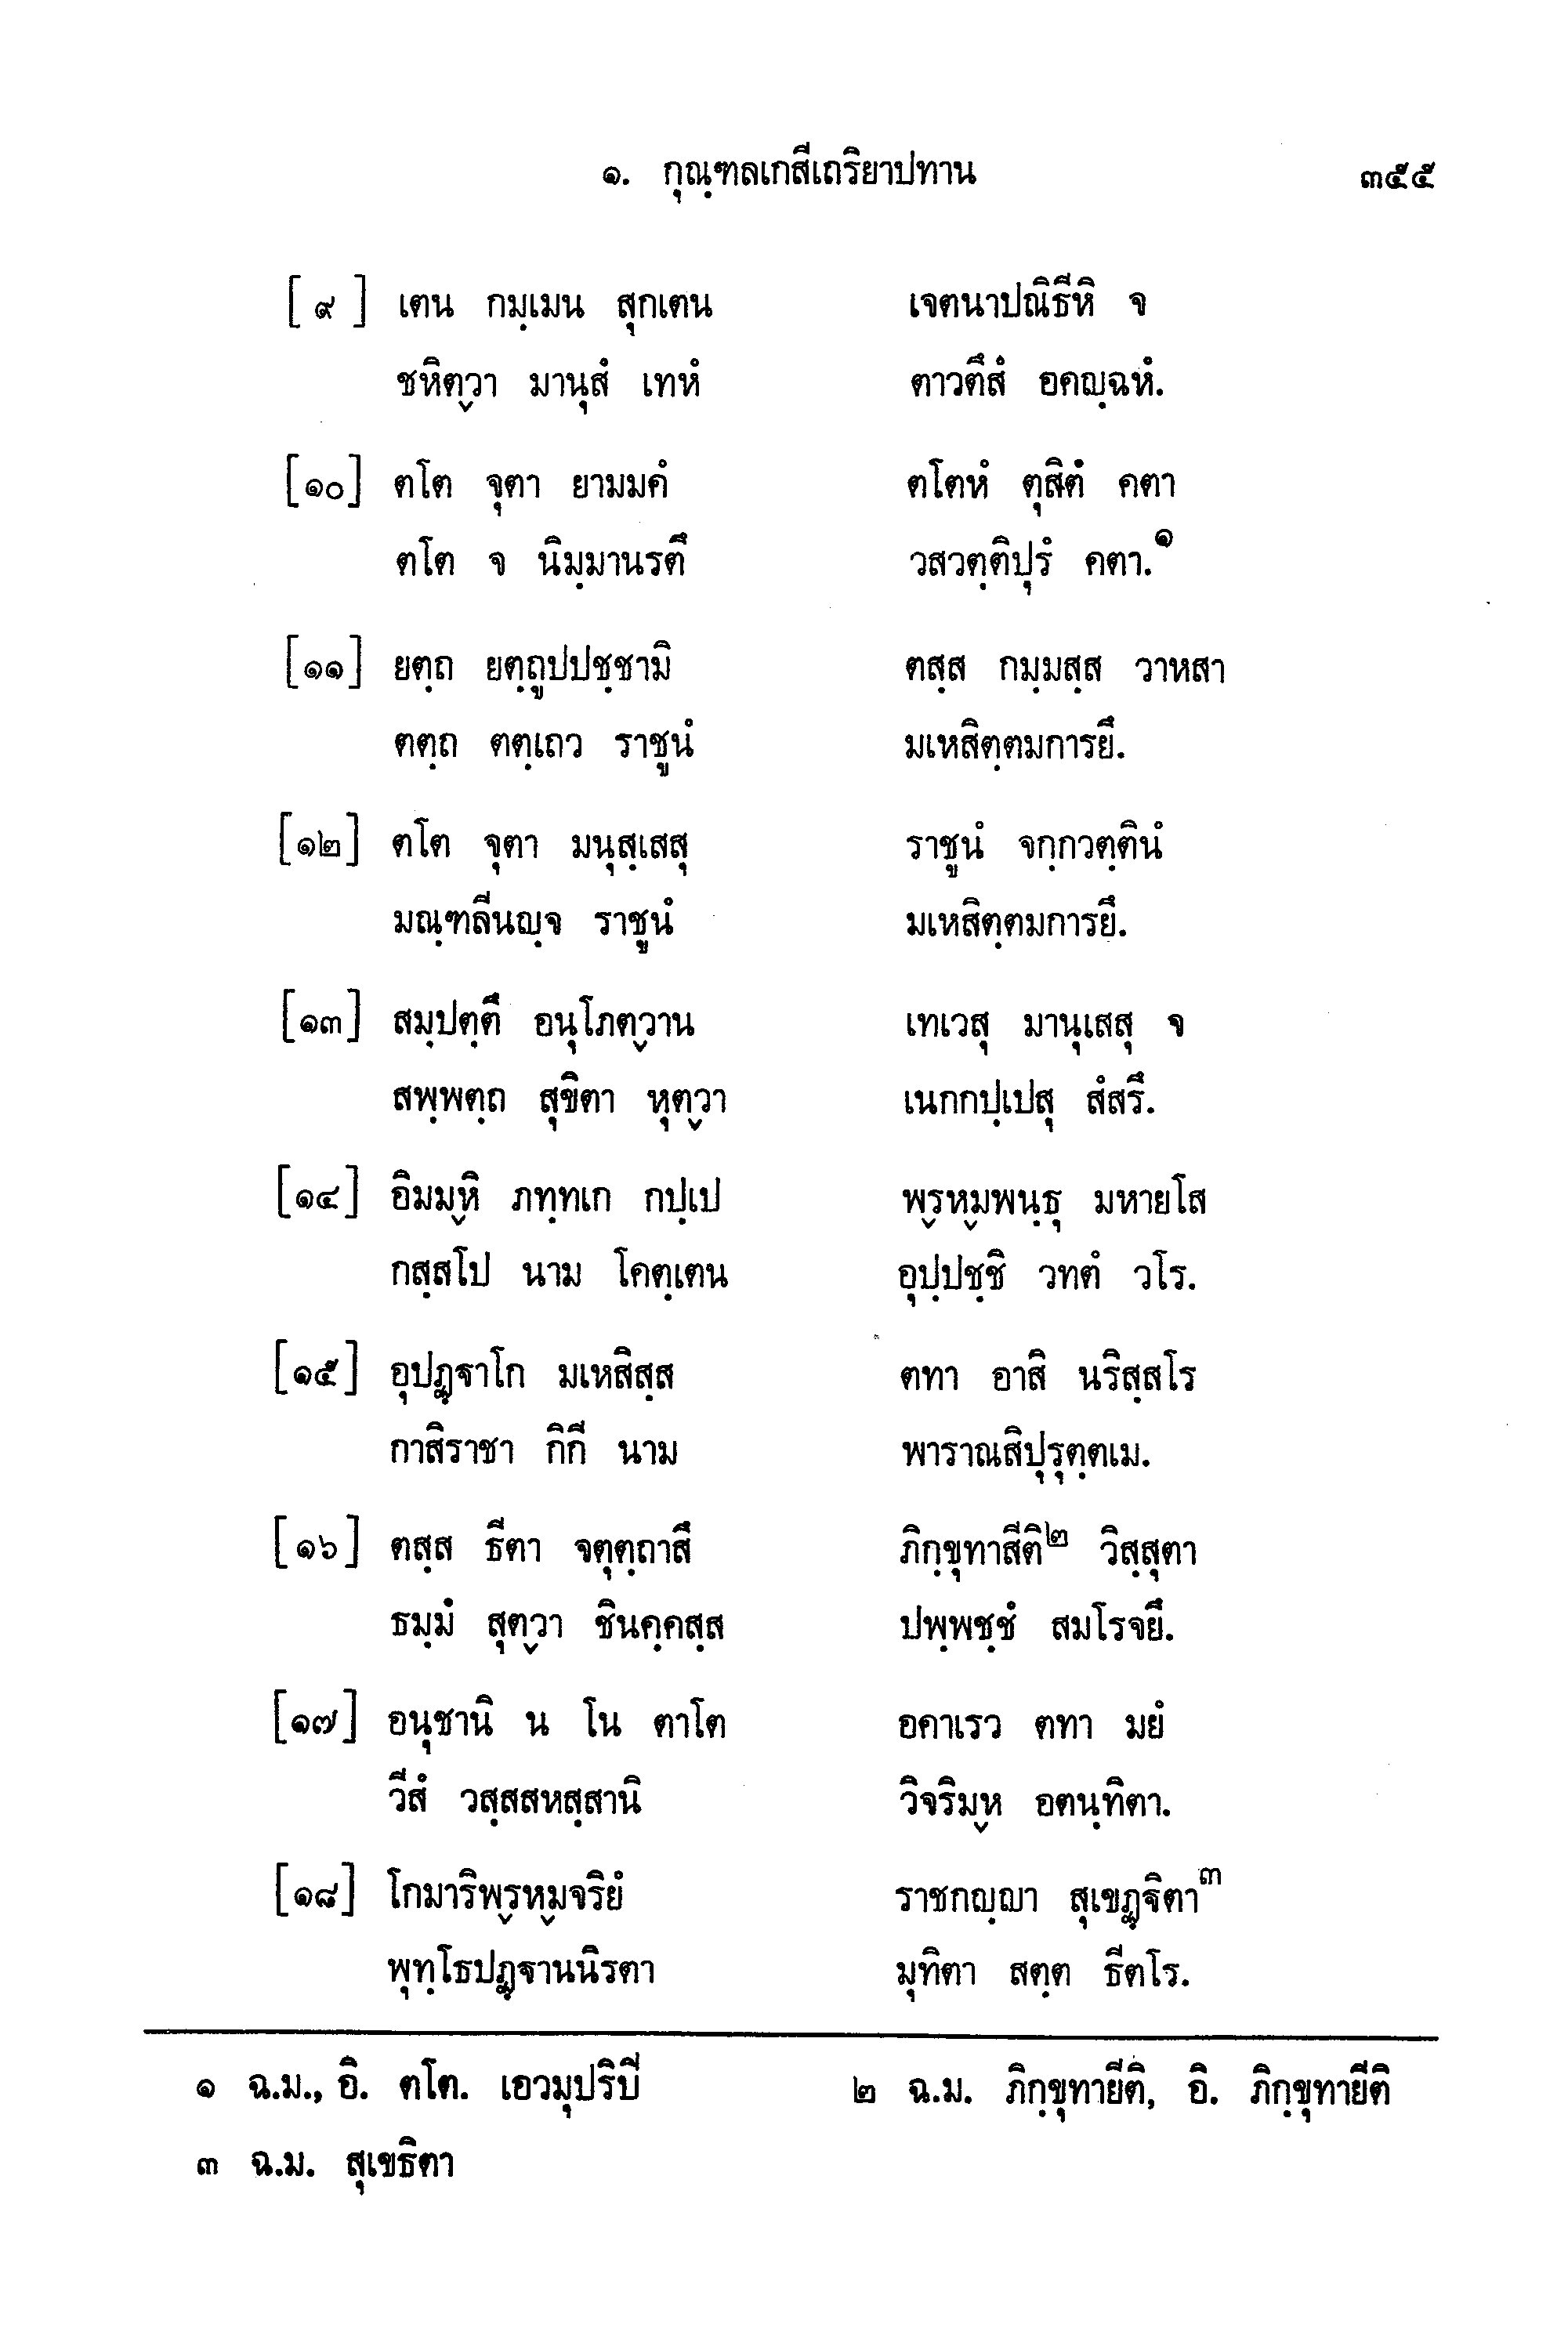 ๑. กุณฺฑลเกสีเถริยาปทาน ๓๕๕
[๙] เตน กมฺเมน สุกเตน เจตนาปณิธีหิ จ
ชหิตฺวา มานุสํ เทหํ ตาวตึสํ อคญฺฉหํ.
[๑๐] ตโต จุตา ยามมคํ ตโตหํ ตุสิตํ คตา
ตโต จ นิมฺมานรตึ วสวตฺติปุรํ คตา.๑
[๑๑] ยตฺถ ยตฺถูปปชฺชามิ ตสฺส กมฺมสฺส วาหสา
ตตฺถ ตตฺเถว ราชูนํ มเหสิตฺตมการยึ.
[๑๒] ตโต จุตา มนุสฺเสสุ ราชูนํ จกฺกวตฺตินํ
มณฺฑลีนญฺจ ราชูนํ มเหสิตฺตมการยึ.
[๑๓] สมฺปตฺตึ อนุโภตฺวาน เทเวสุ มานุเสสุ จ
สพฺพตฺถ สุขิตา หุตฺวา เนกกปฺเปสุ สํสรึ.
[๑๔] อิมมฺหิ ภทฺทเก กปฺเป พฺรหฺมพนฺธุ มหายโส
กสฺสโป นาม โคตฺเตน อุปฺปชฺชิ วทตํ วโร.
[๑๕] อุปฏฺฐาโก มเหสิสฺส ตทา อาสิ นริสฺสโร
กาสิราชา กิกี นาม พาราณสิปุรุตฺตเม.
[๑๖] ตสฺส ธีตา จตุตฺถาสึ ภิกฺขุทาสีติ๒ วิสฺสุตา
ธมฺมํ สุตฺวา ชินคฺคสฺส ปพฺพชฺชํ สมโรจยึ.
[๑๗] อนุชานิ น โน ตาโต อคาเรว ตทา มยํ
วีสํ วสฺสสหสฺสานิ วิจริมฺห อตนฺทิตา.
[๑๘] โกมาริพฺรหฺมจริยํ ราชกญฺญา สุเขฏฺฐิตา๓
พุทฺโธปฏฺฐานนิรตา มุทิตา สตฺต ธีตโร.
๑ ฉ.ม., อิ. ตโต. เอวมุปริปี ๒ ฉ.ม. ภิกฺขุทายีติ, อิ. ภิกฺขุทายีติ
๓ ฉ.ม. สุเขธิตา